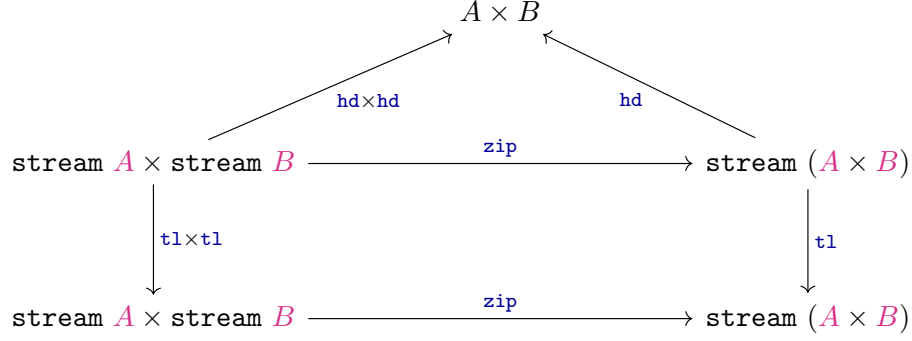 A × B
hd×hd hd
stream A × stream B zip stream (A × B)
tl×tl tl
stream A × stream B zip stream (A × B)